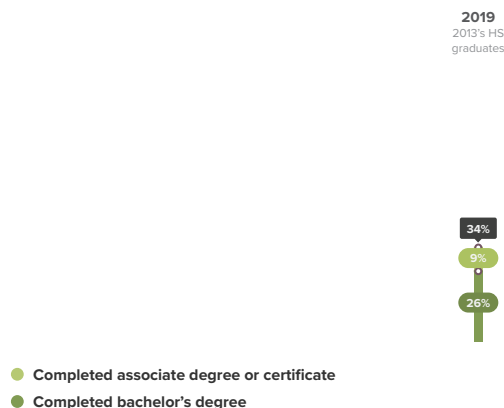 2019
2013's HS
graduates
34%
9%
26%
Completed associate degree or certificate
Completed bachelor's degree